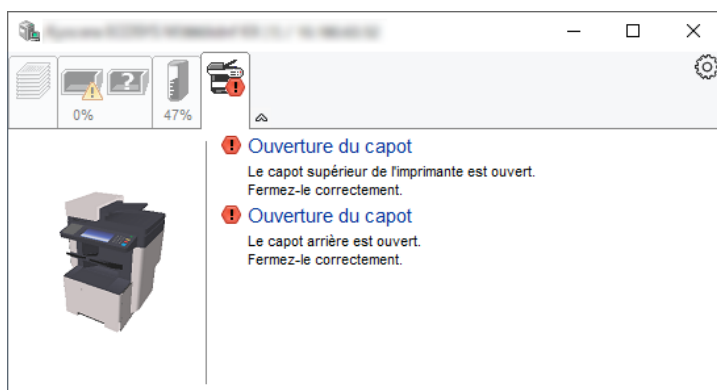 0%
?
47%
Ouverture du capot
Le capot supérieur de l'imprimante est ouvert.
Fermez-le correctement.
Ouverture du capot
Le capot arrière est ouvert.
Fermez-le correctement.